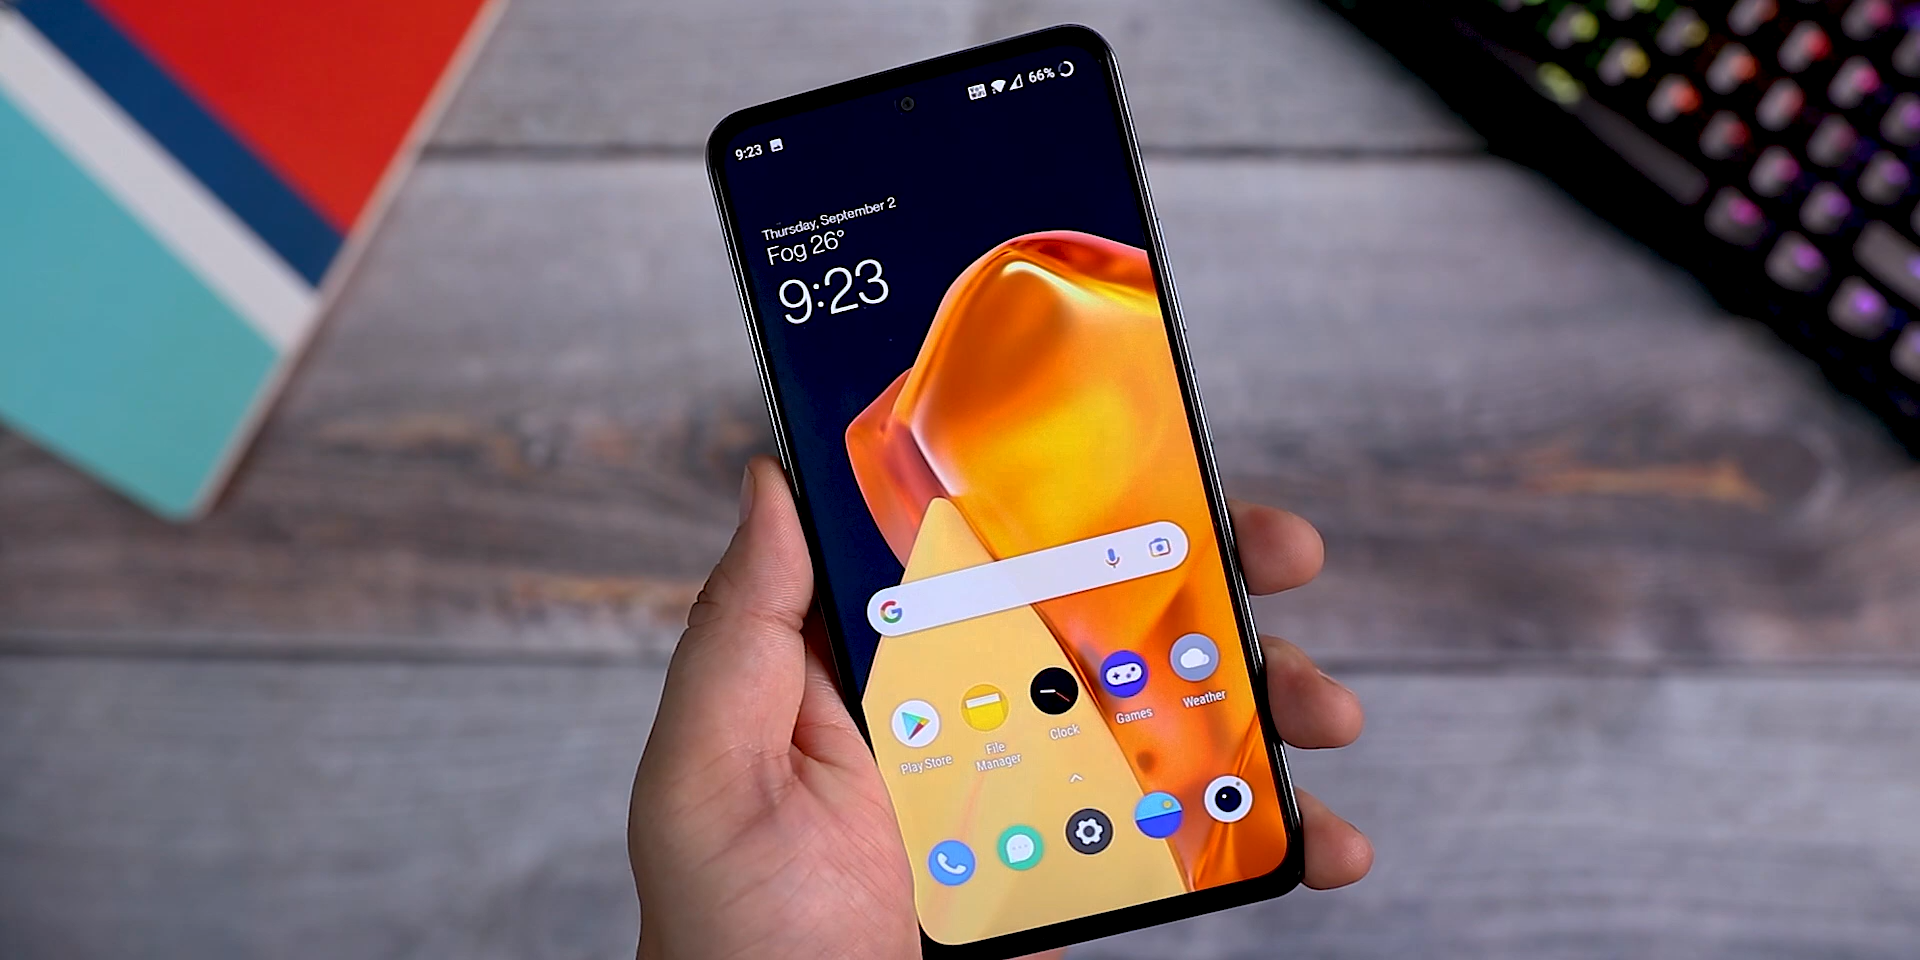 9:23
66%
Thursday, September 2
Fog 26°
9:23
G
Play Store
File
Manager
Clock
Games
Weather